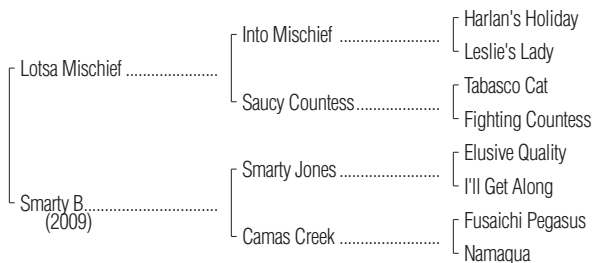 Harlan's Holiday
Into Mischief ........................
Leslie's Lady
Lotsa Mischief ......................
Tabasco Cat
Saucy Countess....................
Fighting Countess
Elusive Quality
Smarty Jones ........................
I'll Get Along
Smarty B................................
(2009)
Fusaichi Pegasus
Camas Creek ........................
Namaqua